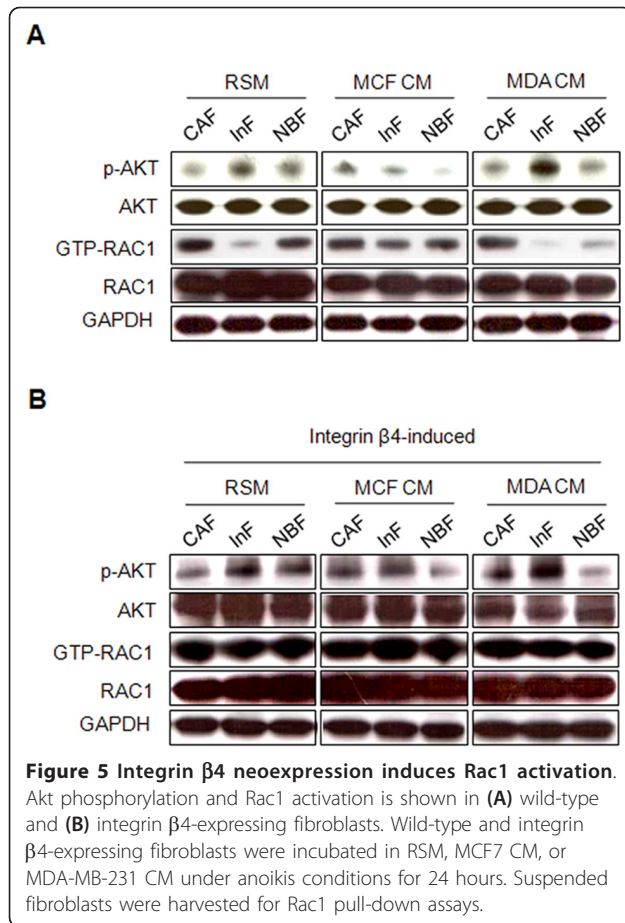 A
RSM MCF CM MDA CM
CAF InF NBF CAF InF NBF CAF InF NBF
p-AKT
AKT
GTP-RAC1
RAC1
GAPDH
B
Integrin β4-induced
RSM MCF CM MDA CM
CAF InF NBF CAF InF NBF CAF InF NBF
p-AKT
AKT
GTP-RAC1
RAC1
GAPDH
Figure 5 Integrin β4 neoexpression induces Rac1 activation.
Akt phosphorylation and Rac1 activation is shown in (A) wild-type
and (B) integrin β4-expressing fibroblasts. Wild-type and integrin
β4-expressing fibroblasts were incubated in RSM, MCF7 CM, or
MDA-MB-231 CM under anoikis conditions for 24 hours. Suspended
fibroblasts were harvested for Rac1 pull-down assays.